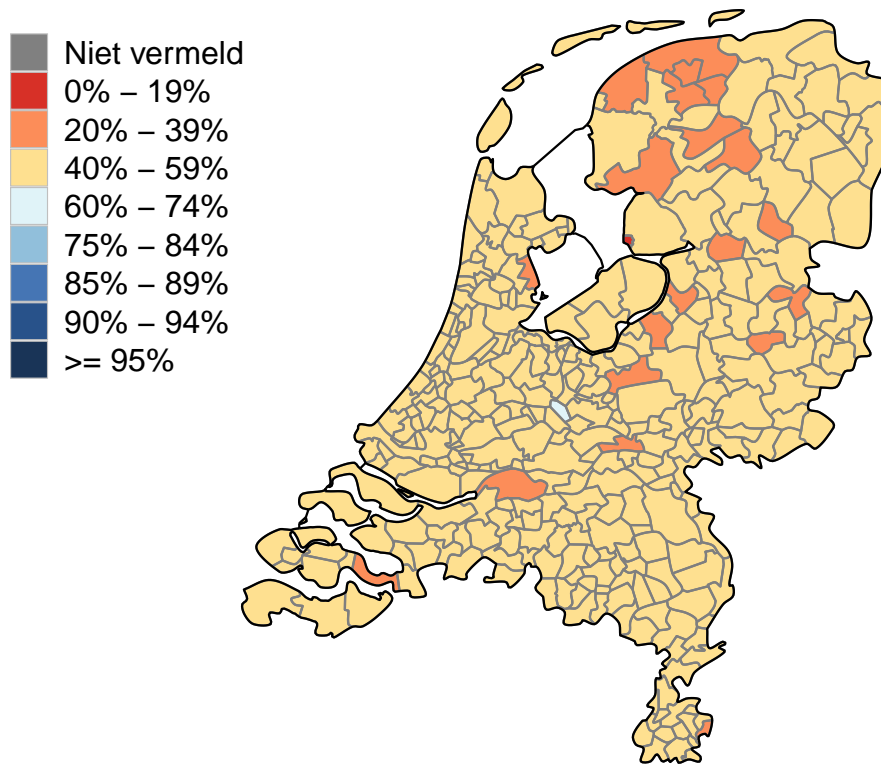 Niet vermeld
0% – 19%
20% – 39%
40% – 59%
60% – 74%
75% – 84%
85% – 89%
90% – 94%
>= 95%